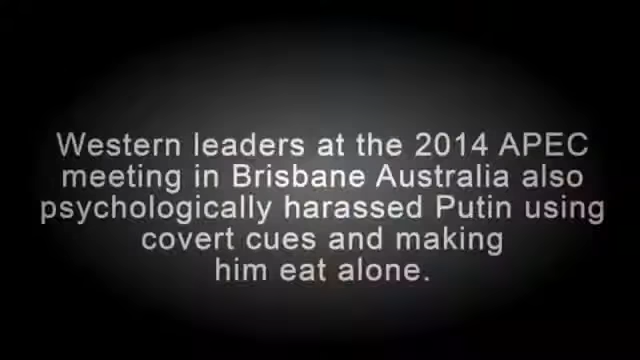 Western leaders at the 2014 APEC
meeting in Brisbane Australia also
psychologically harassed Putin using
covert cues and making
him eat alone.